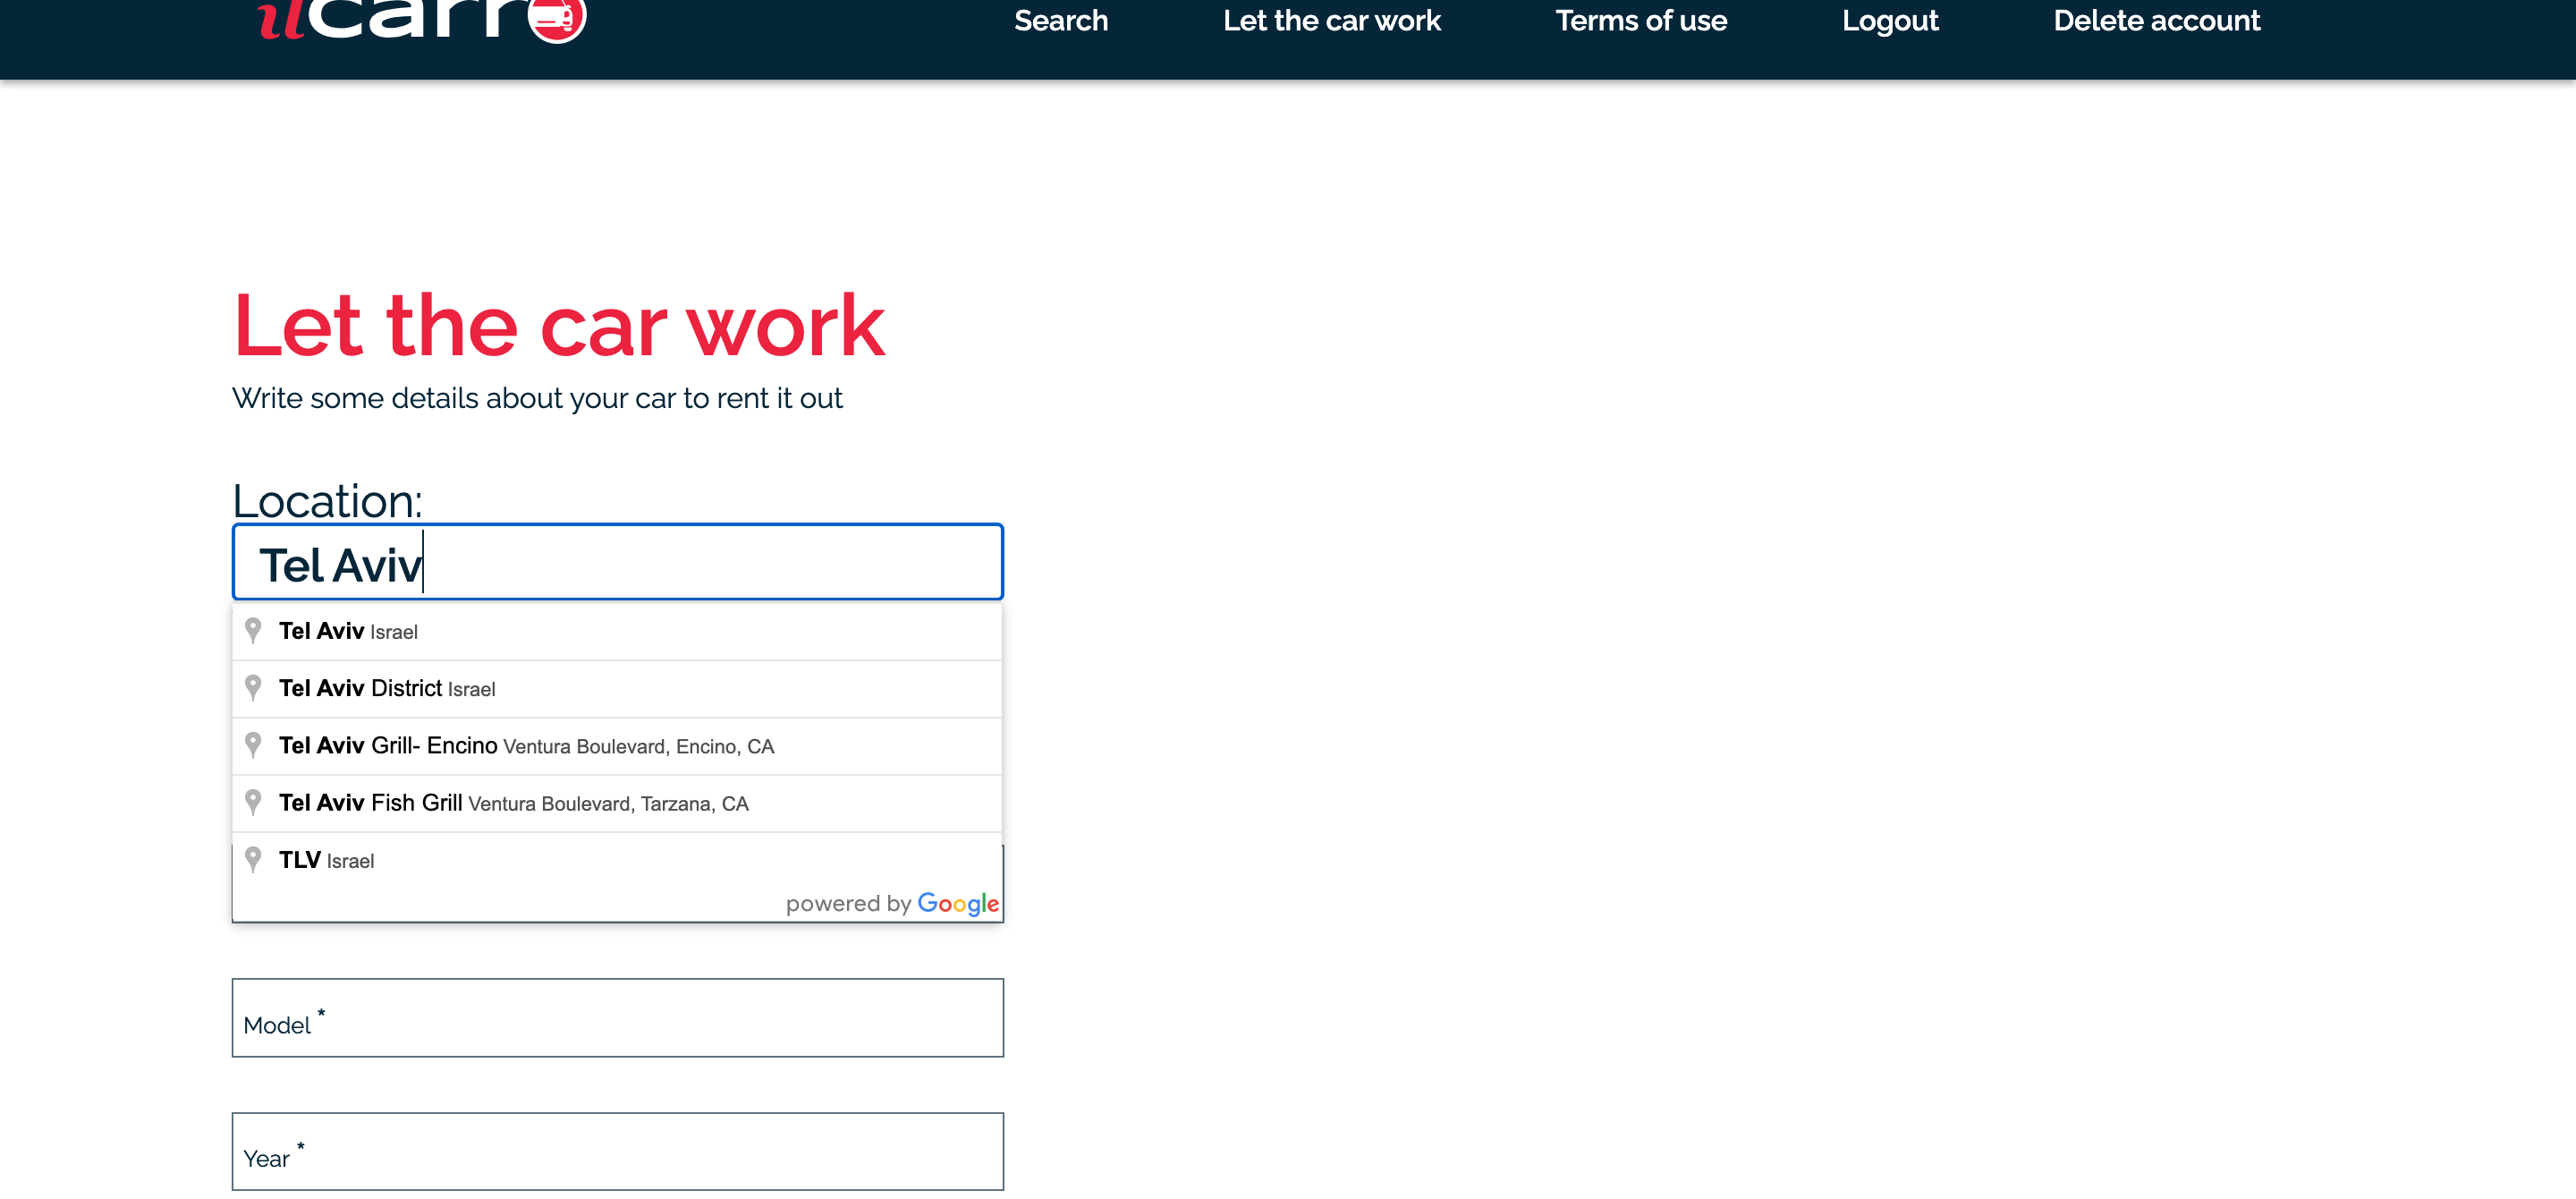 ilcarro
Search Let the car work Terms of use Logout Delete account
Let the car work
Write some details about your car to rent it out
Location:
Tel Aviv
Tel Aviv Israel
Tel Aviv District Israel
Tel Aviv Grill- Encino Ventura Boulevard, Encino, CA
Tel Aviv Fish Grill Ventura Boulevard, Tarzana, CA
TLV Israel
powered by Google
Model *
Year *